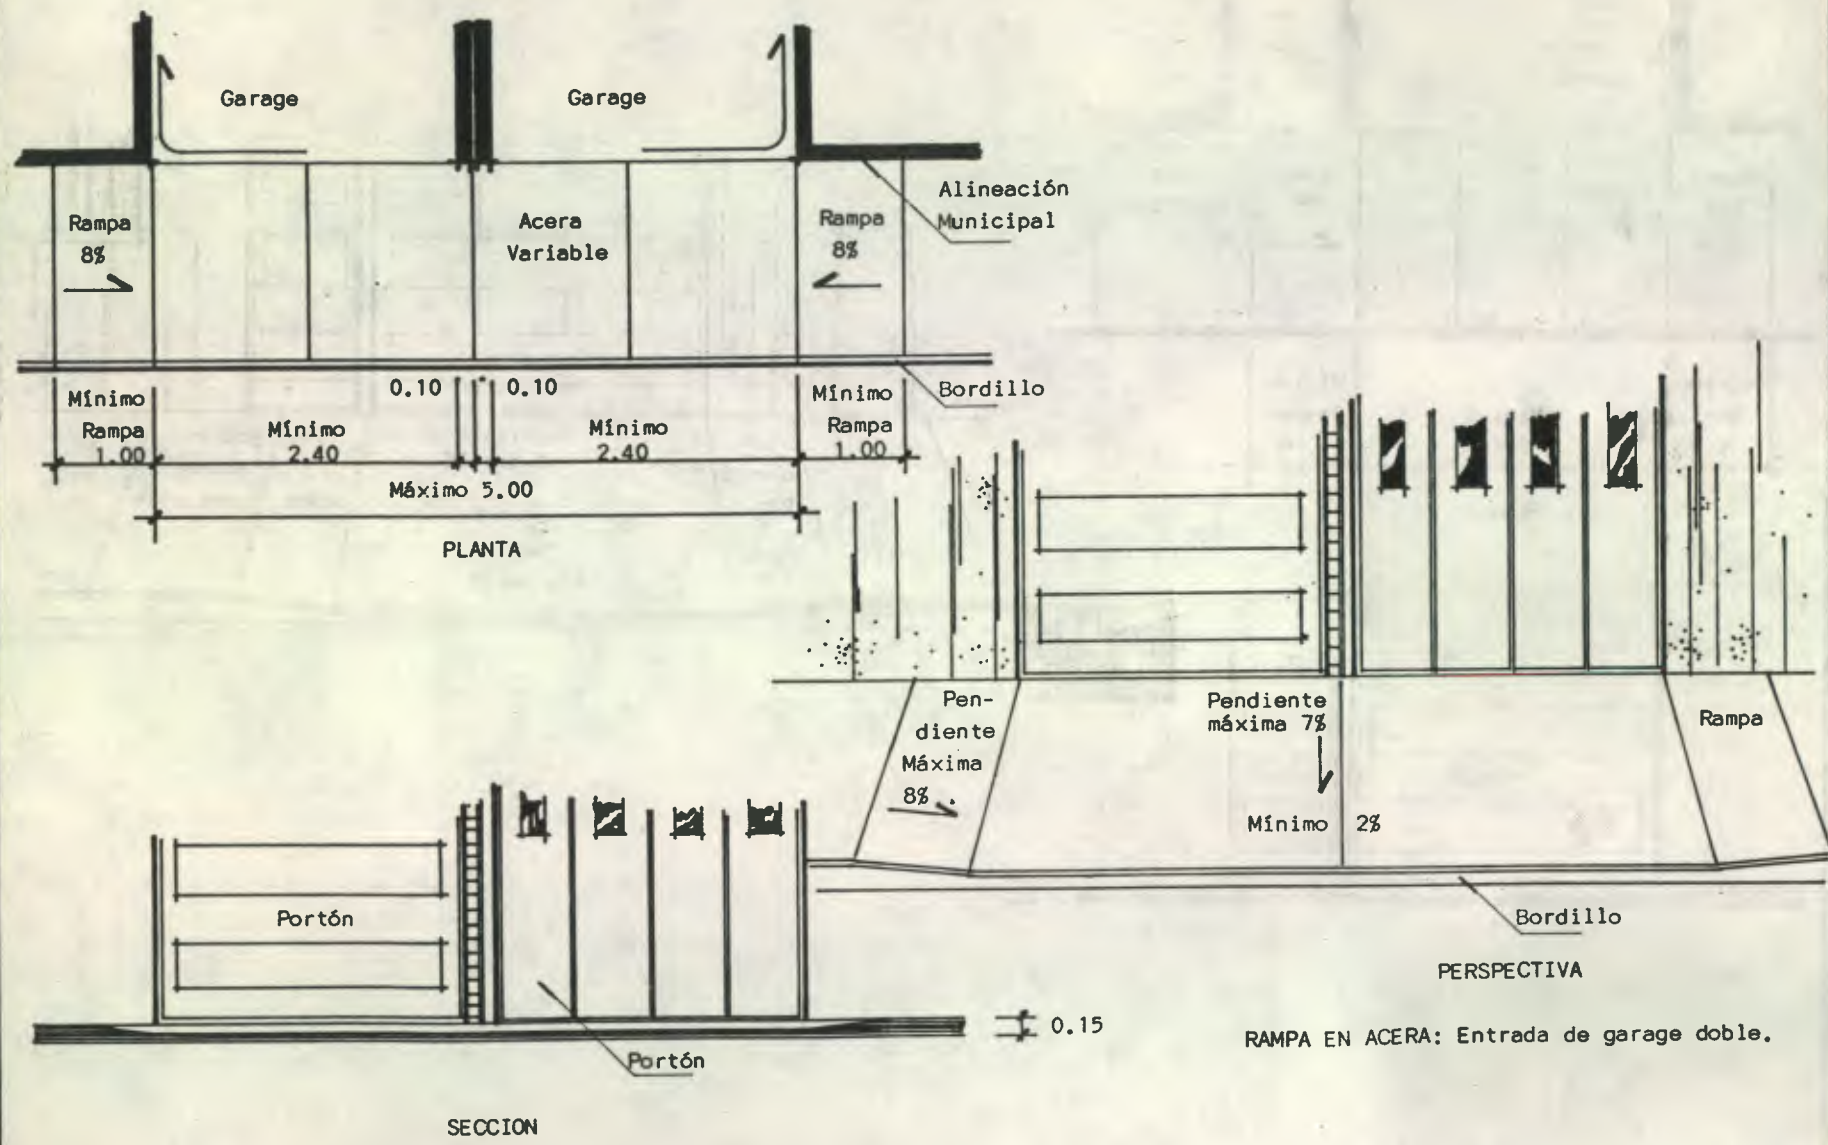 Garage
Garage
Rampa
8%
Acera
Variable
Rampa
8%
Alineación
Municipal
Bordillo
0.10
0.10
Mínimo
Rampa
1.00
Mínimo
2.40
Mínimo
2.40
Mínimo
Rampa
1.00
Máximo 5.00
PLANTA
Pen-
diente
Máxima
8%
Pendiente
máxima 7%
Mínimo 2%
Rampa
Bordillo
PERSPECTIVA
Portón
Portón
0.15
SECCION
RAMPA EN ACERA: Entrada de garage doble.